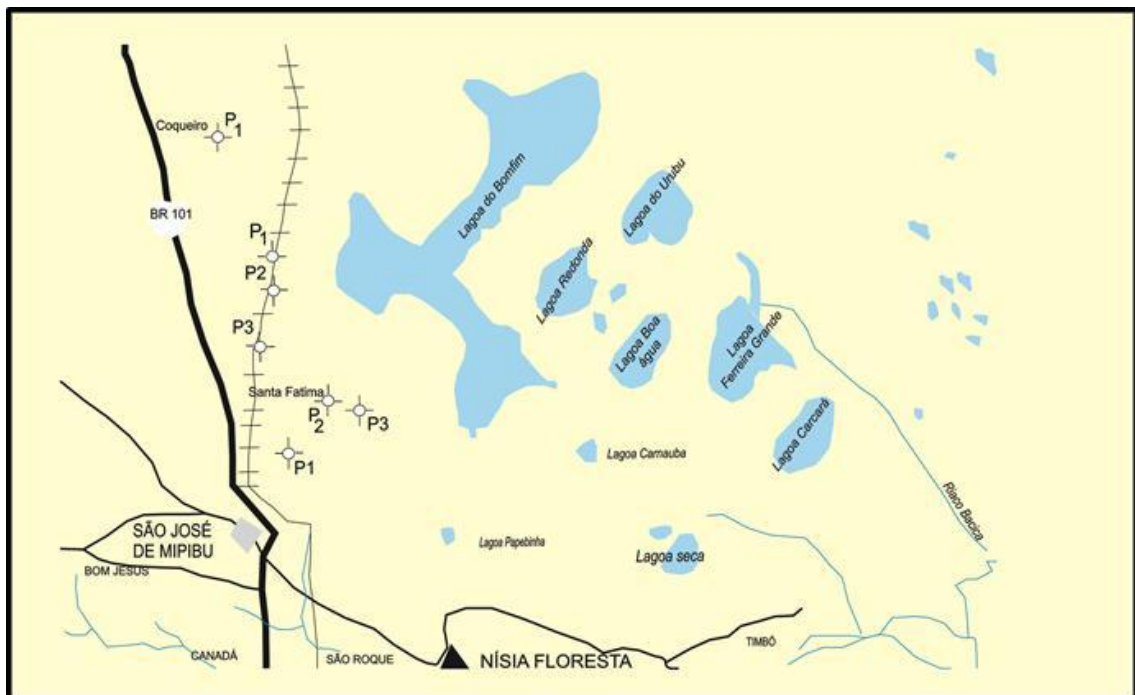 Coqueiro
P1
BR 101
P1
P2
P3
Santa Fatima
P2
P3
P1
Lagoa do Bomfim
Lagoa do Urubu
Lagoa Redonda
Lagoa Boa
água
Lagoa
Ferreira Grande
Lagoa Carcará
Lagoa Carnauba
Riaco Bacica
SÃO JOSÉ
DE MIPIBU
Lagoa Papebinha
Lagoa seca
BOM JESUS
CANADÁ
SÃO ROQUE
NÍSIA FLORESTA
TIMBÓ